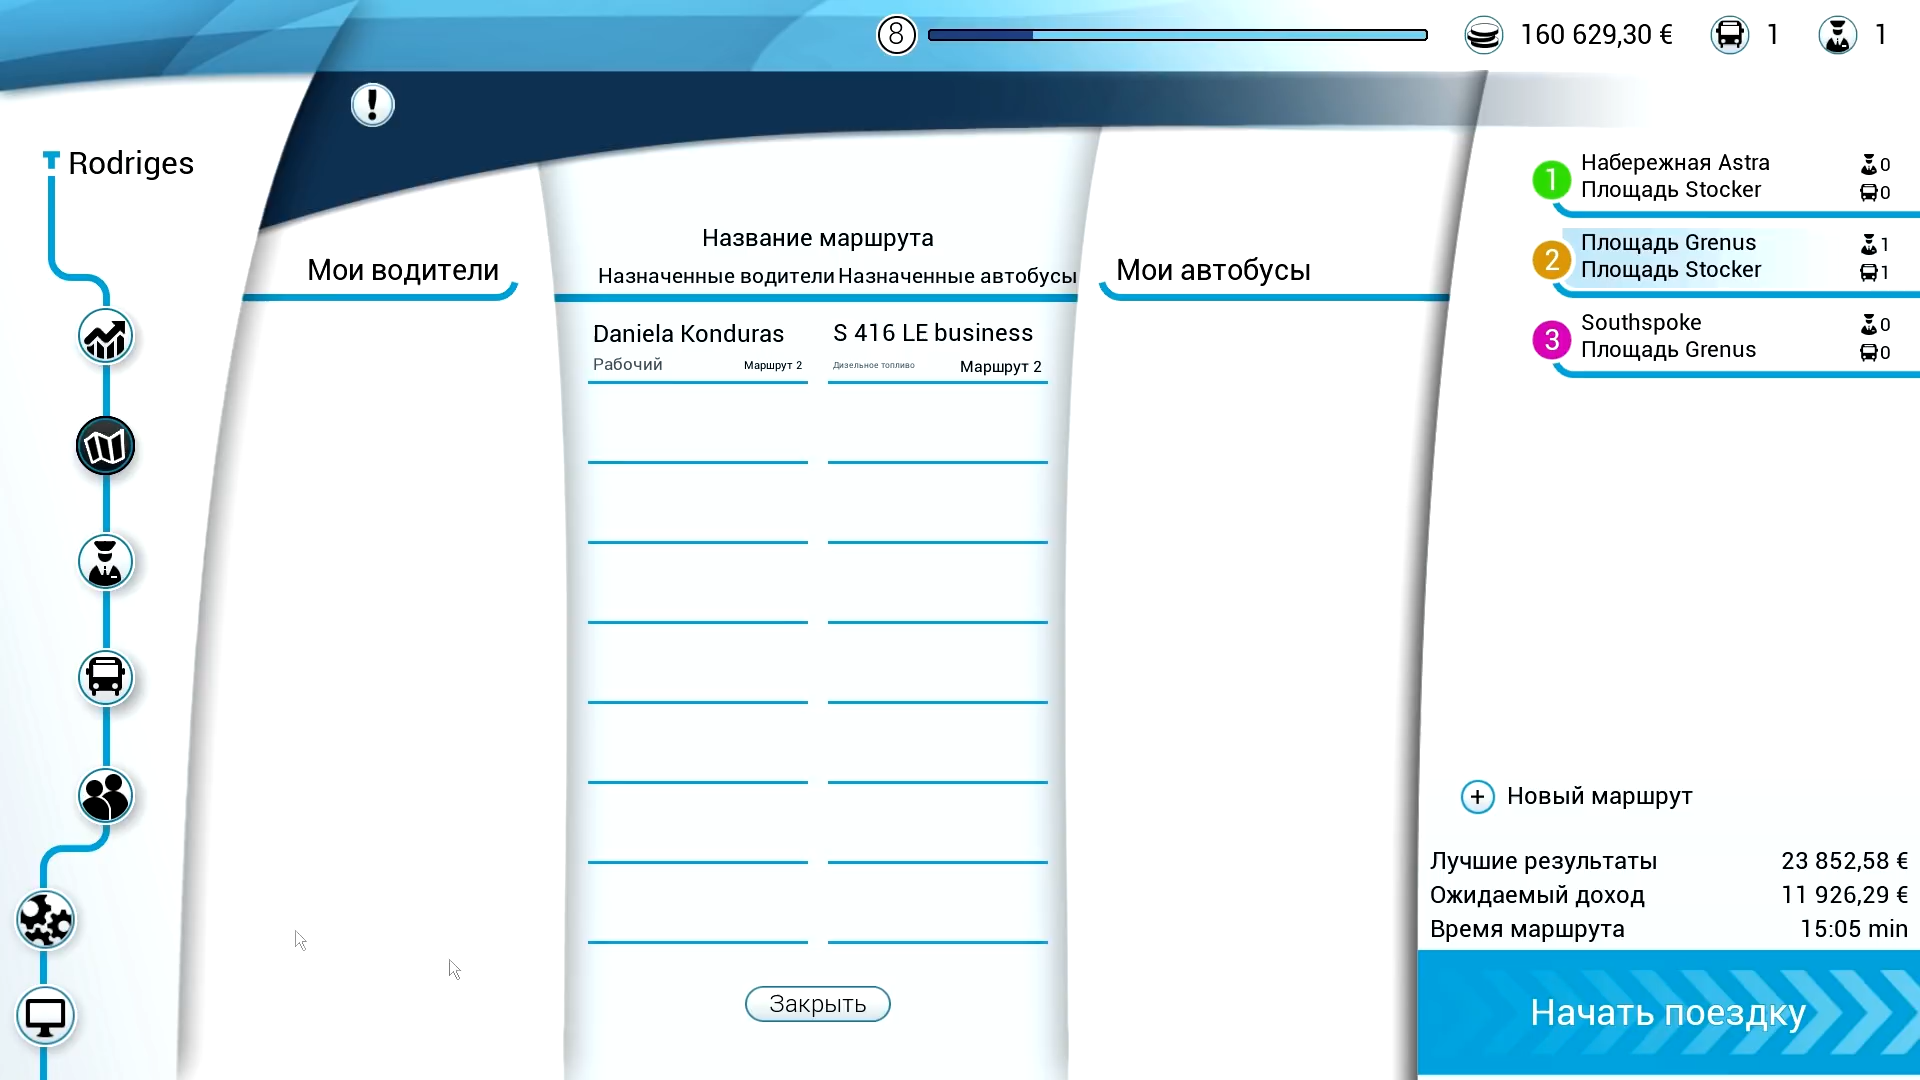 8
160 629,30 €
1
1
Rodriges
Мои водители
Название маршрута
Назначенные водители Назначенные автобусы
Мои автобусы
Daniela Konduras
Рабочий
Маршрут 2
S 416 LE business
Дизельное топливо
Маршрут 2
Закрыть
1
Набережная Astra
Площадь Stocker
0
0
2
Площадь Grenus
Площадь Stocker
1
1
3
Southspoke
Площадь Grenus
0
0
+ Новый маршрут
Лучшие результаты 23 852,58 €
Ожидаемый доход 11 926,29 €
Время маршрута 15:05 min
Начать поездку